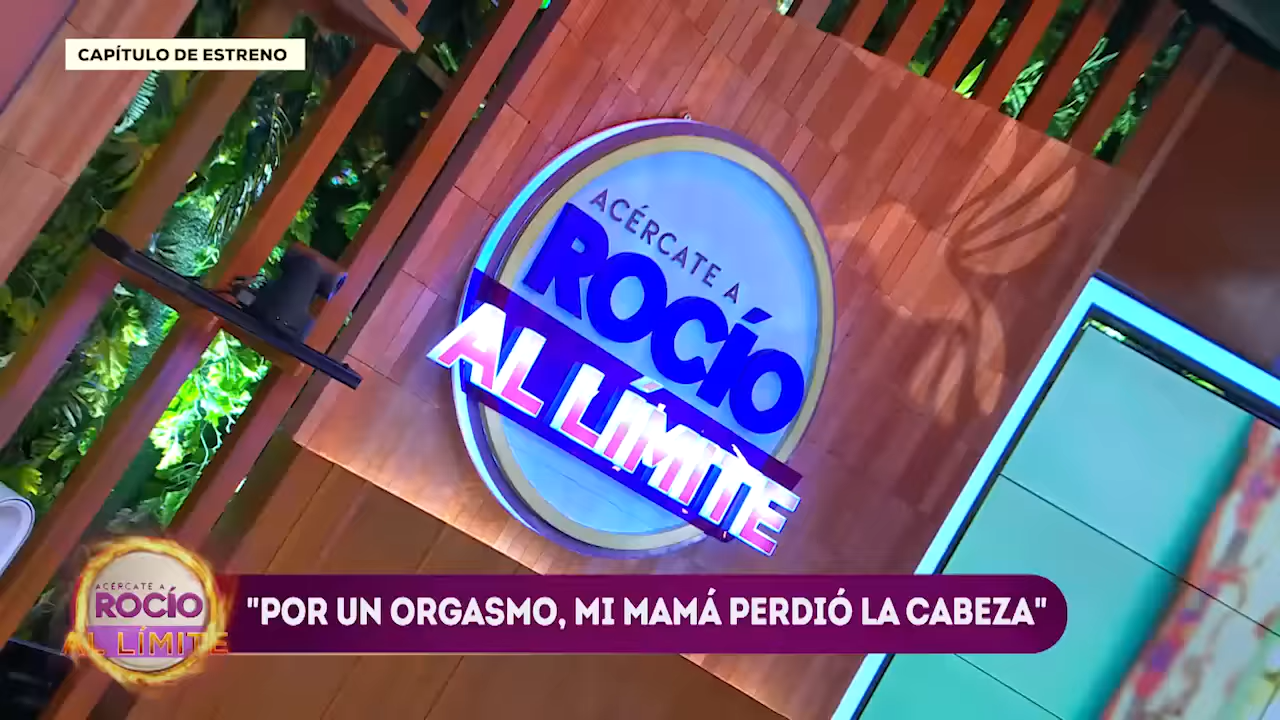 CAPÍTULO DE ESTRENO
ACÉRCATE A
ROCÍO
AL LÍMITE
ACÉRCATE A
ROCÍO
AL LÍMITE
"POR UN ORGASMO, MI MAMÁ PERDIÓ LA CABEZA"